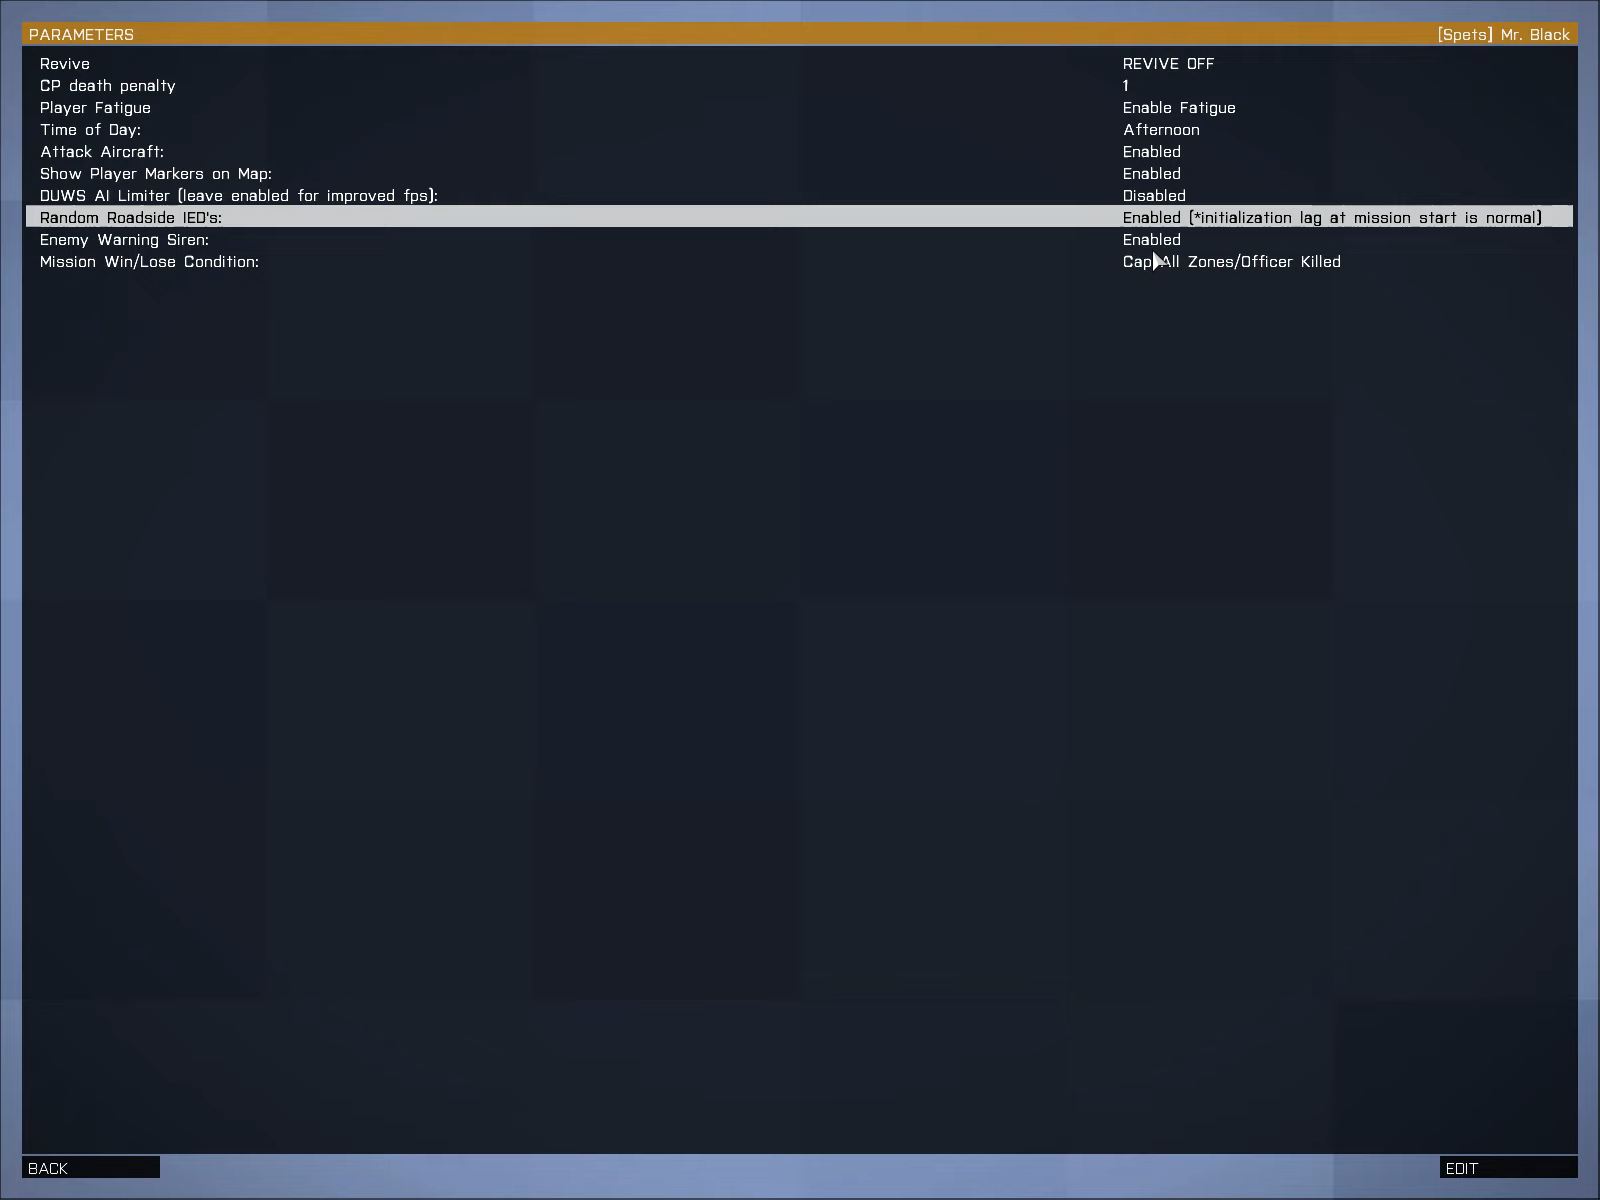 PARAMETERS [Spets] Mr. Black
Revive REVIVE OFF
CP death penalty 1
Player Fatigue Enable Fatigue
Time of Day: Afternoon
Attack Aircraft: Enabled
Show Player Markers on Map: Enabled
DUWS AI Limiter (leave enabled for improved fps): Disabled
Random Roadside IED's: Enabled (*initialization lag at mission start is normal)
Enemy Warning Siren: Enabled
Mission Win/Lose Condition: Cap All Zones/Officer Killed
BACK EDIT